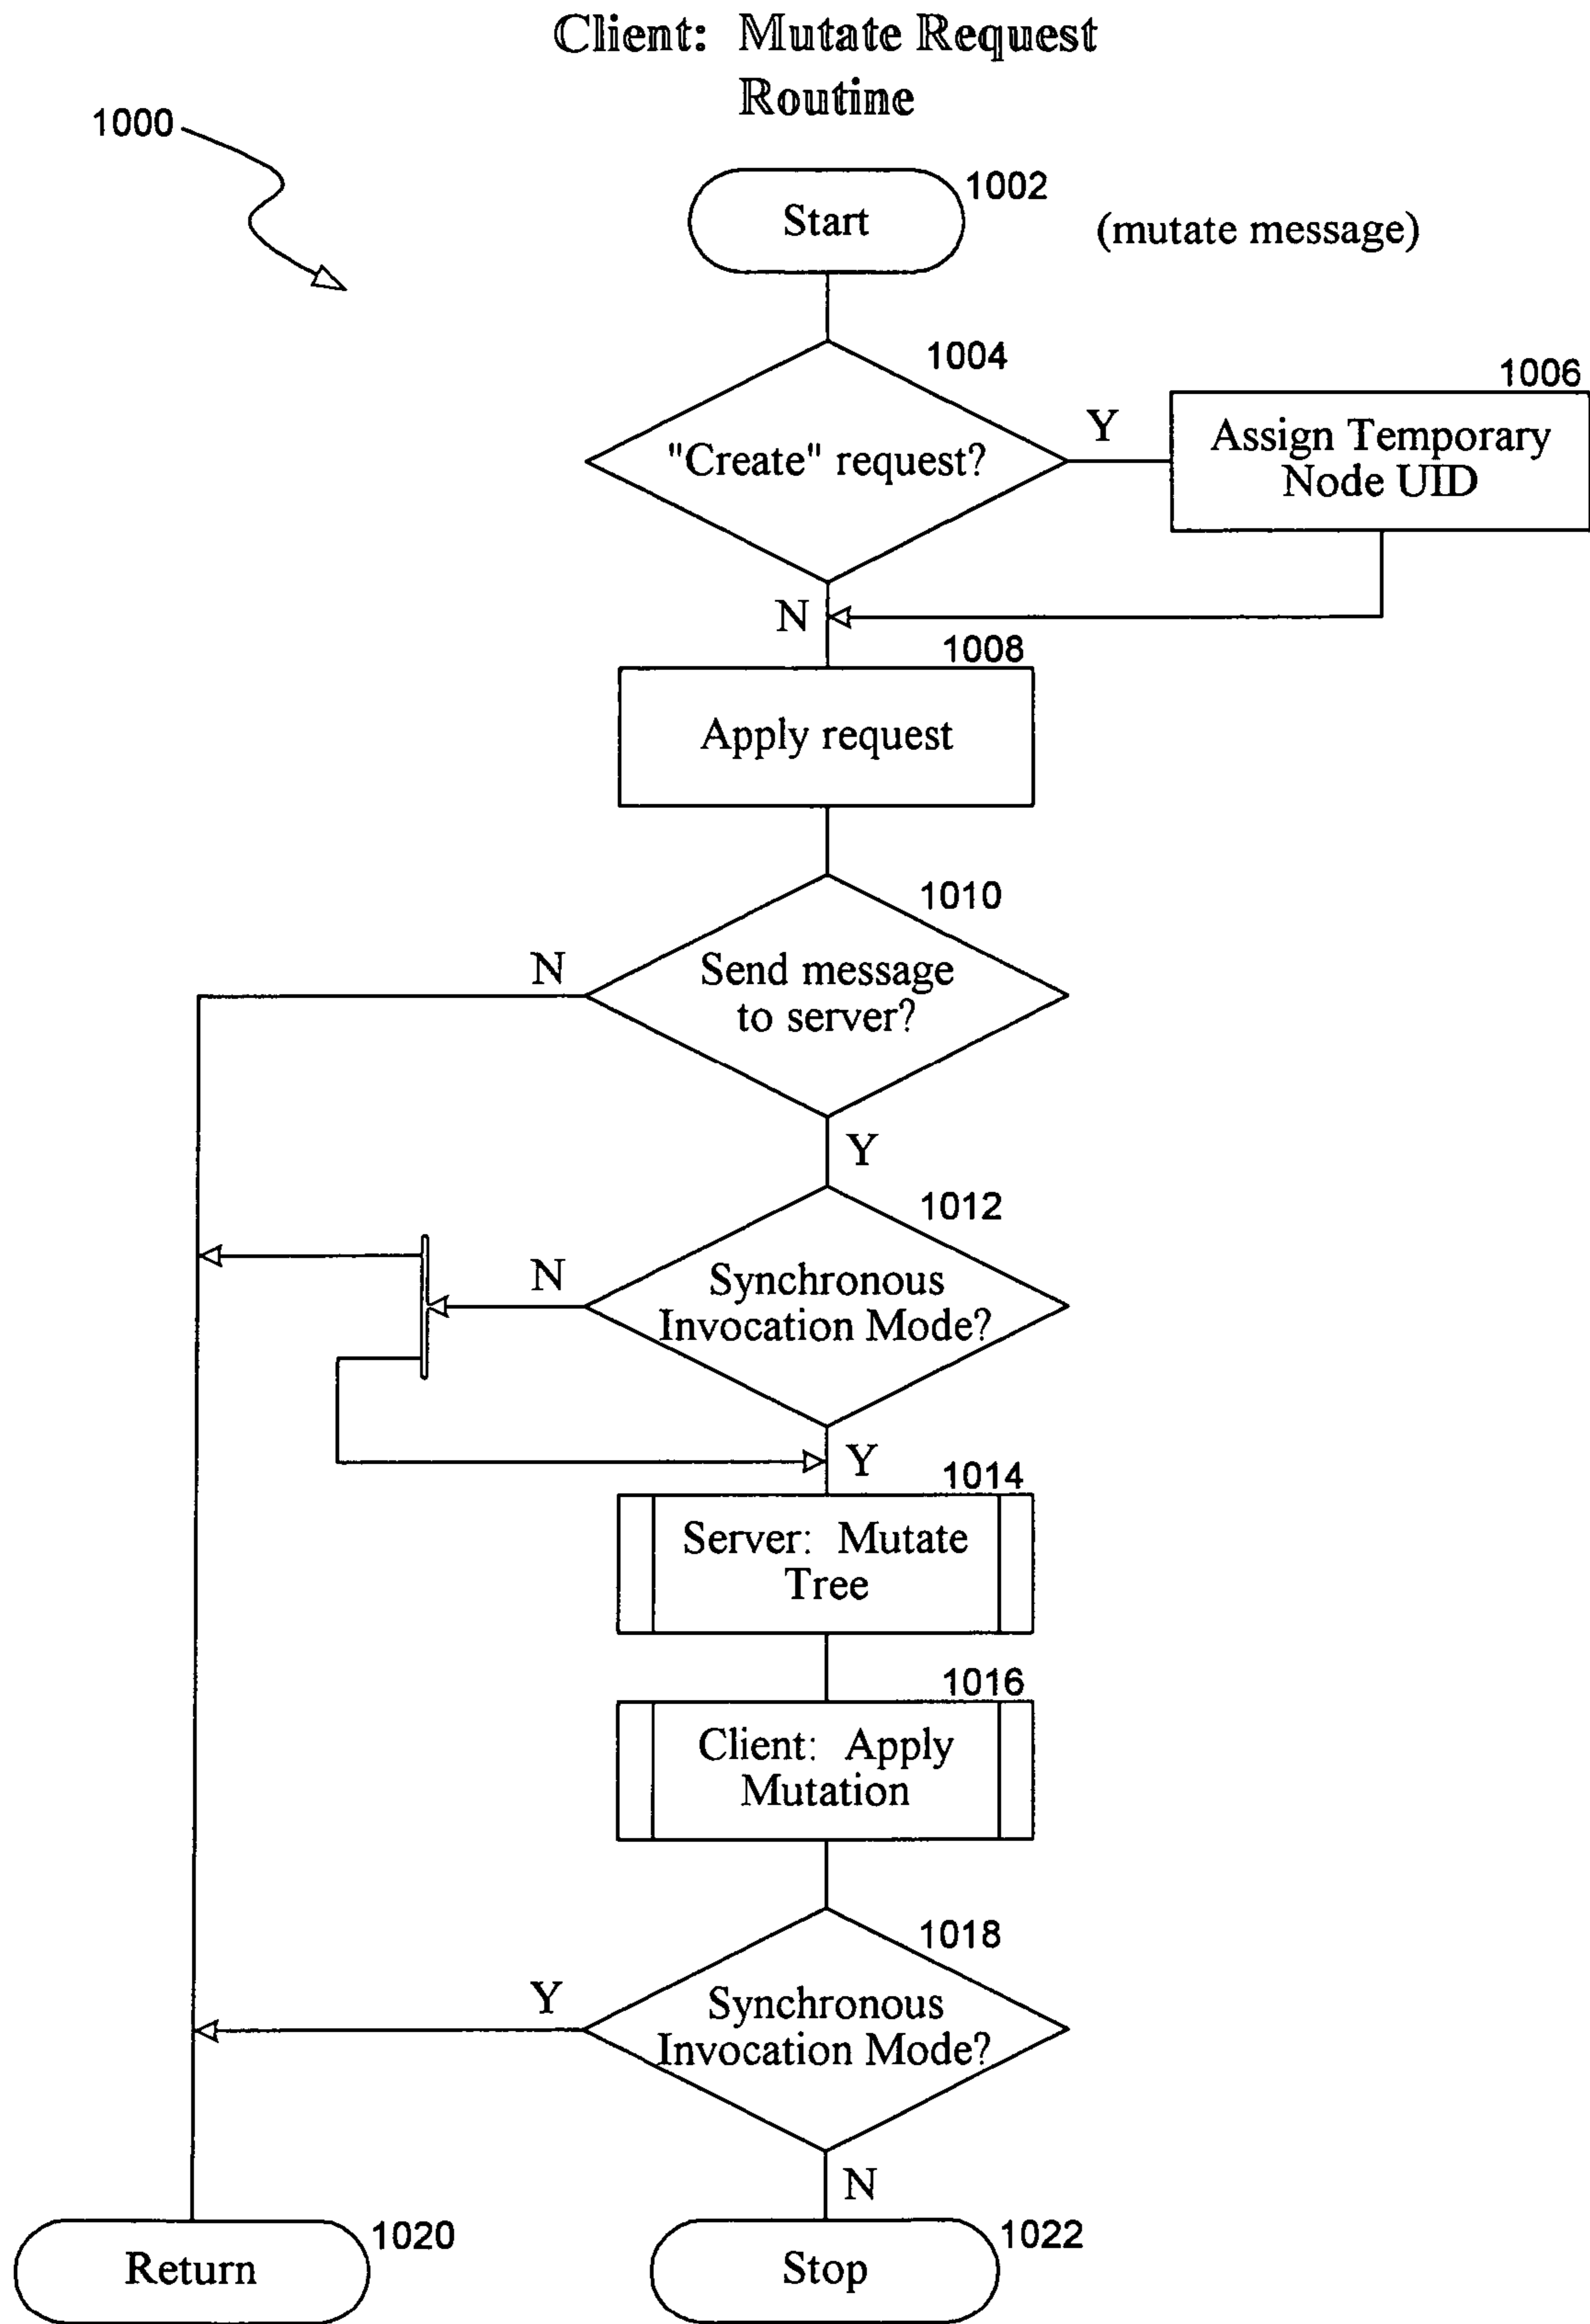 Client: Mutate Request
Routine
1000
1002
Start
(mutate message)
1004
"Create" request?
Y
1006
Assign Temporary
Node UID
N
1008
Apply request
1010
Send message
to server?
N
Y
1012
Synchronous
Invocation Mode?
N
Y
1014
Server: Mutate
Tree
1016
Client: Apply
Mutation
1018
Synchronous
Invocation Mode?
Y
N
1020
Return
1022
Stop